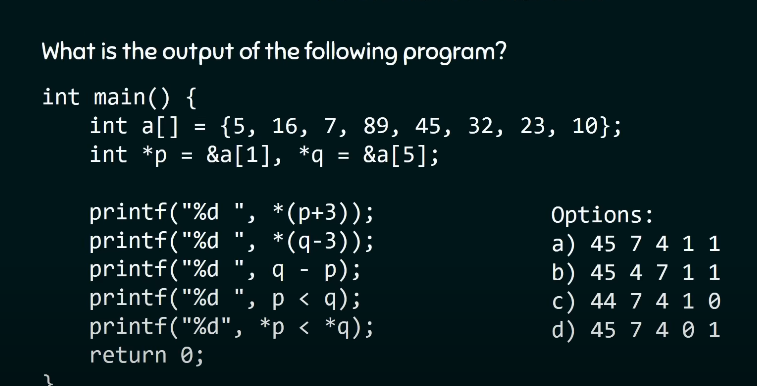 What is the output of the following program?
int main() {
int a[] = {5, 16, 7, 89, 45, 32, 23, 10};
int *p = &a[1], *q = &a[5];
printf("%d ", *(p+3));
printf("%d ", *(q-3));
printf("%d ", q - p);
printf("%d ", p < q);
printf("%d", *p < *q);
return 0;
}
Options:
a) 45 7 4 1 1
b) 45 4 7 1 1
c) 44 7 4 1 0
d) 45 7 4 0 1